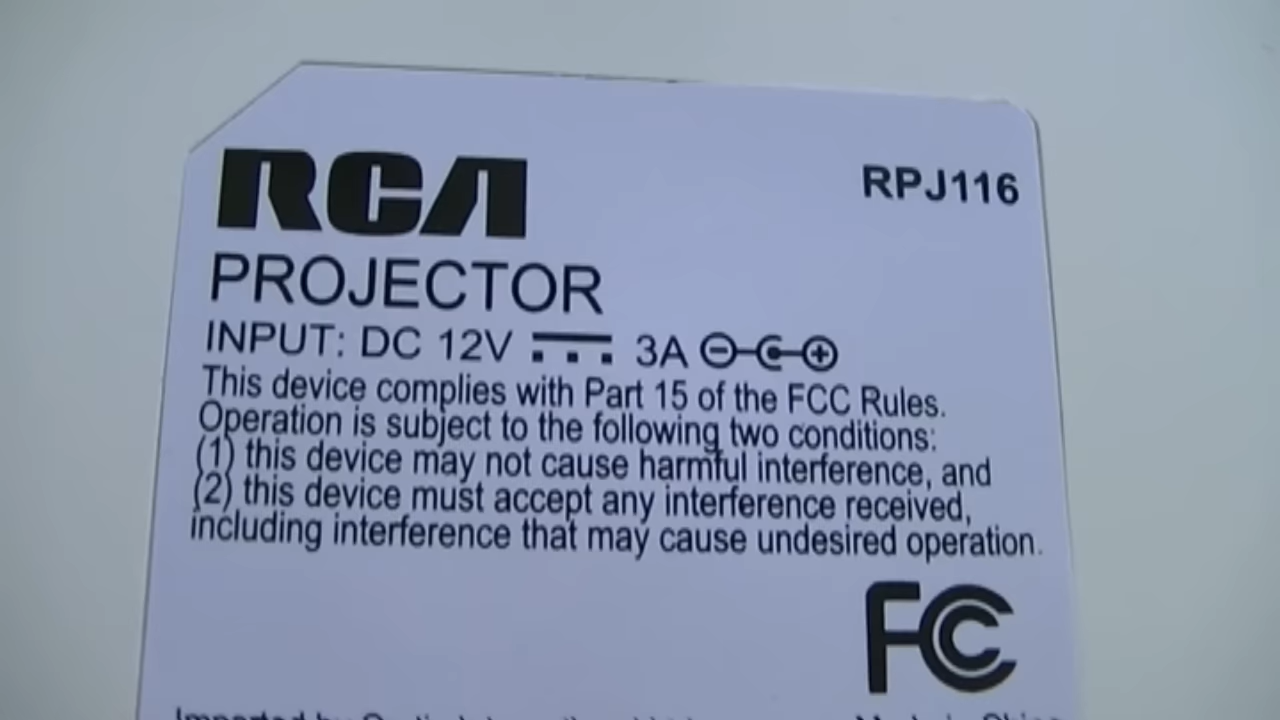 RCA
RPJ116
PROJECTOR
INPUT: DC 12V 3A
This device complies with Part 15 of the FCC Rules.
Operation is subject to the following two conditions:
(1) this device may not cause harmful interference, and
(2) this device must accept any interference received,
including interference that may cause undesired operation.
FC
Imported by